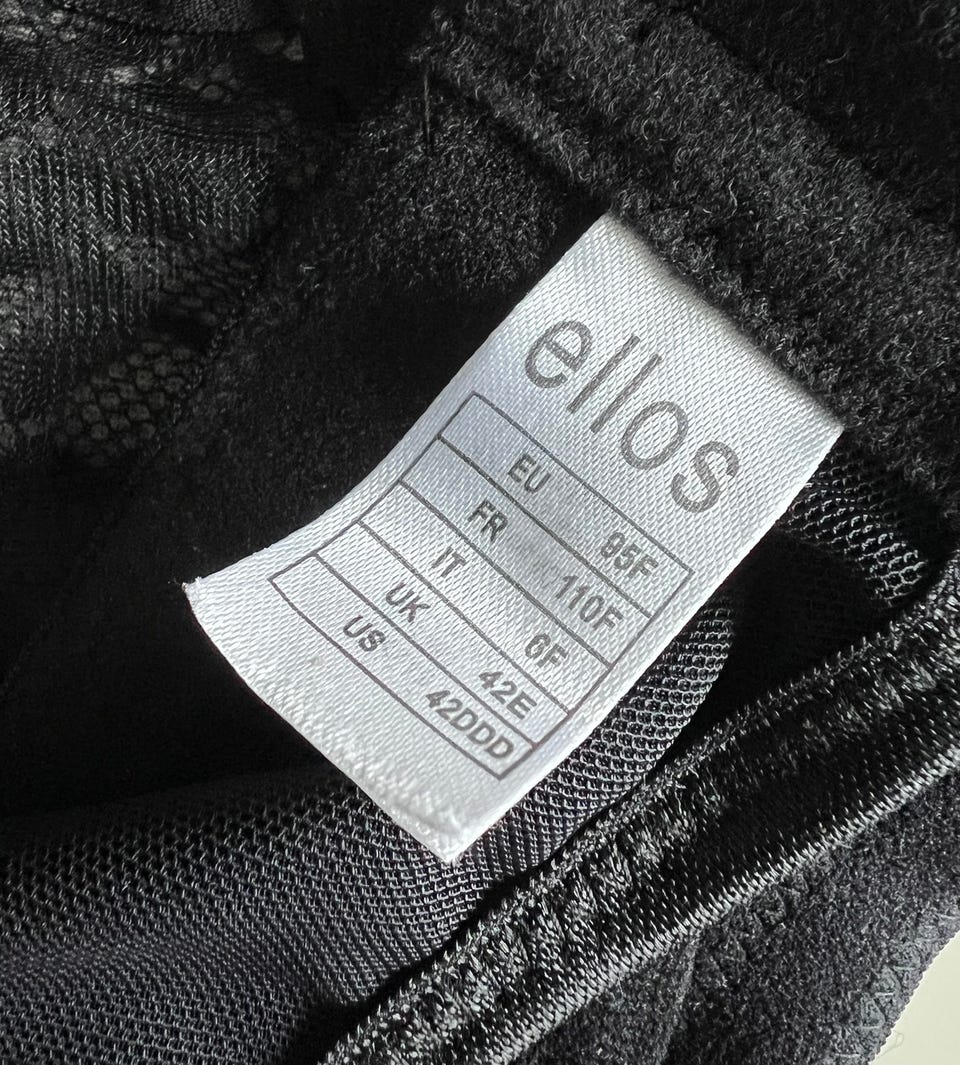 ellos
EU 95F
FR 110F
IT 6F
UK 42E
US 42DDD